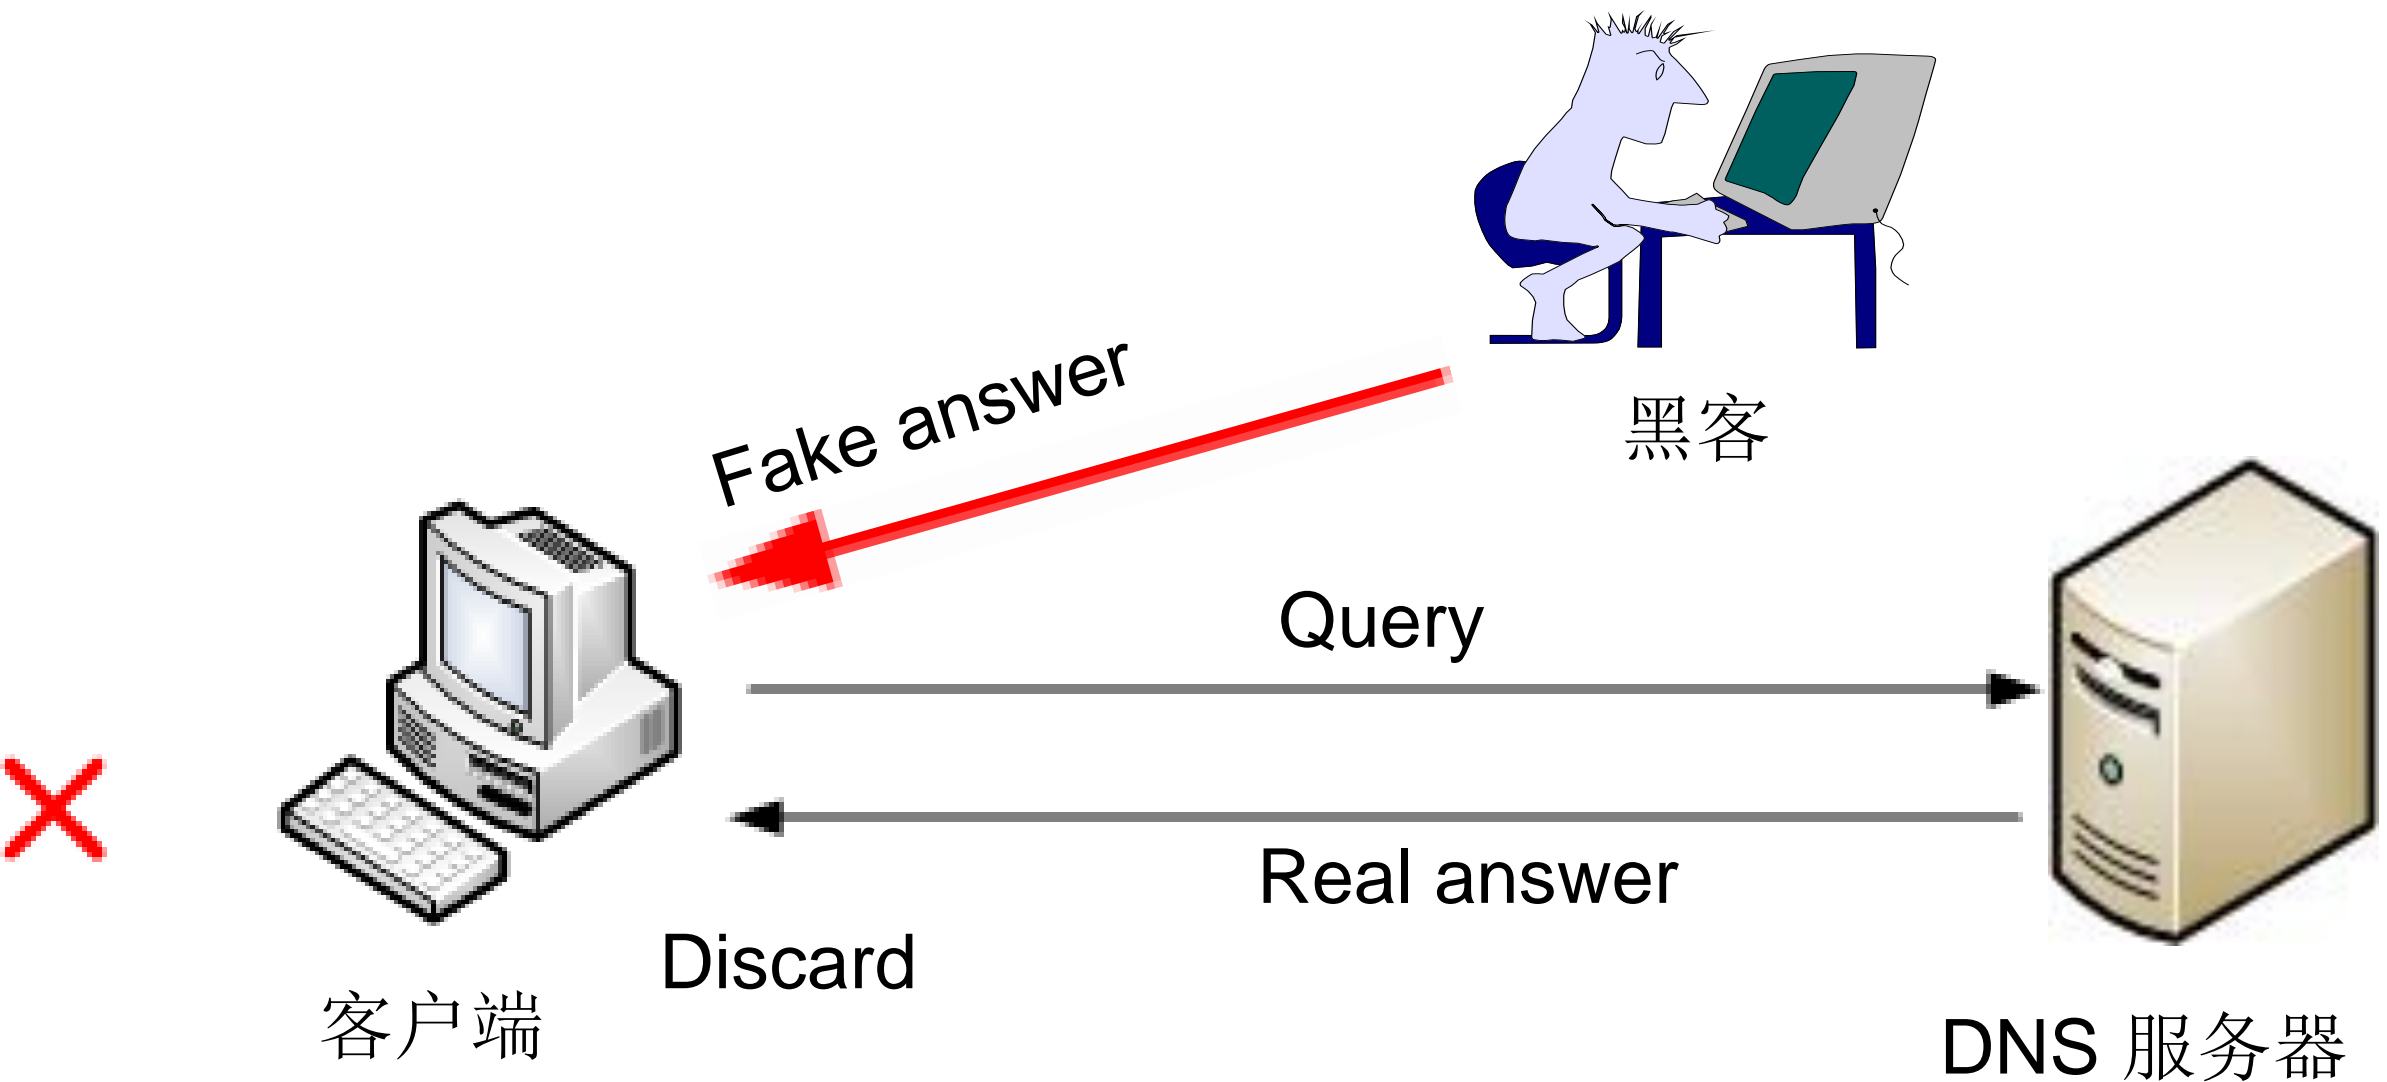 Fake answer
黑客
Query
Real answer
Discard
客户端
DNS 服务器